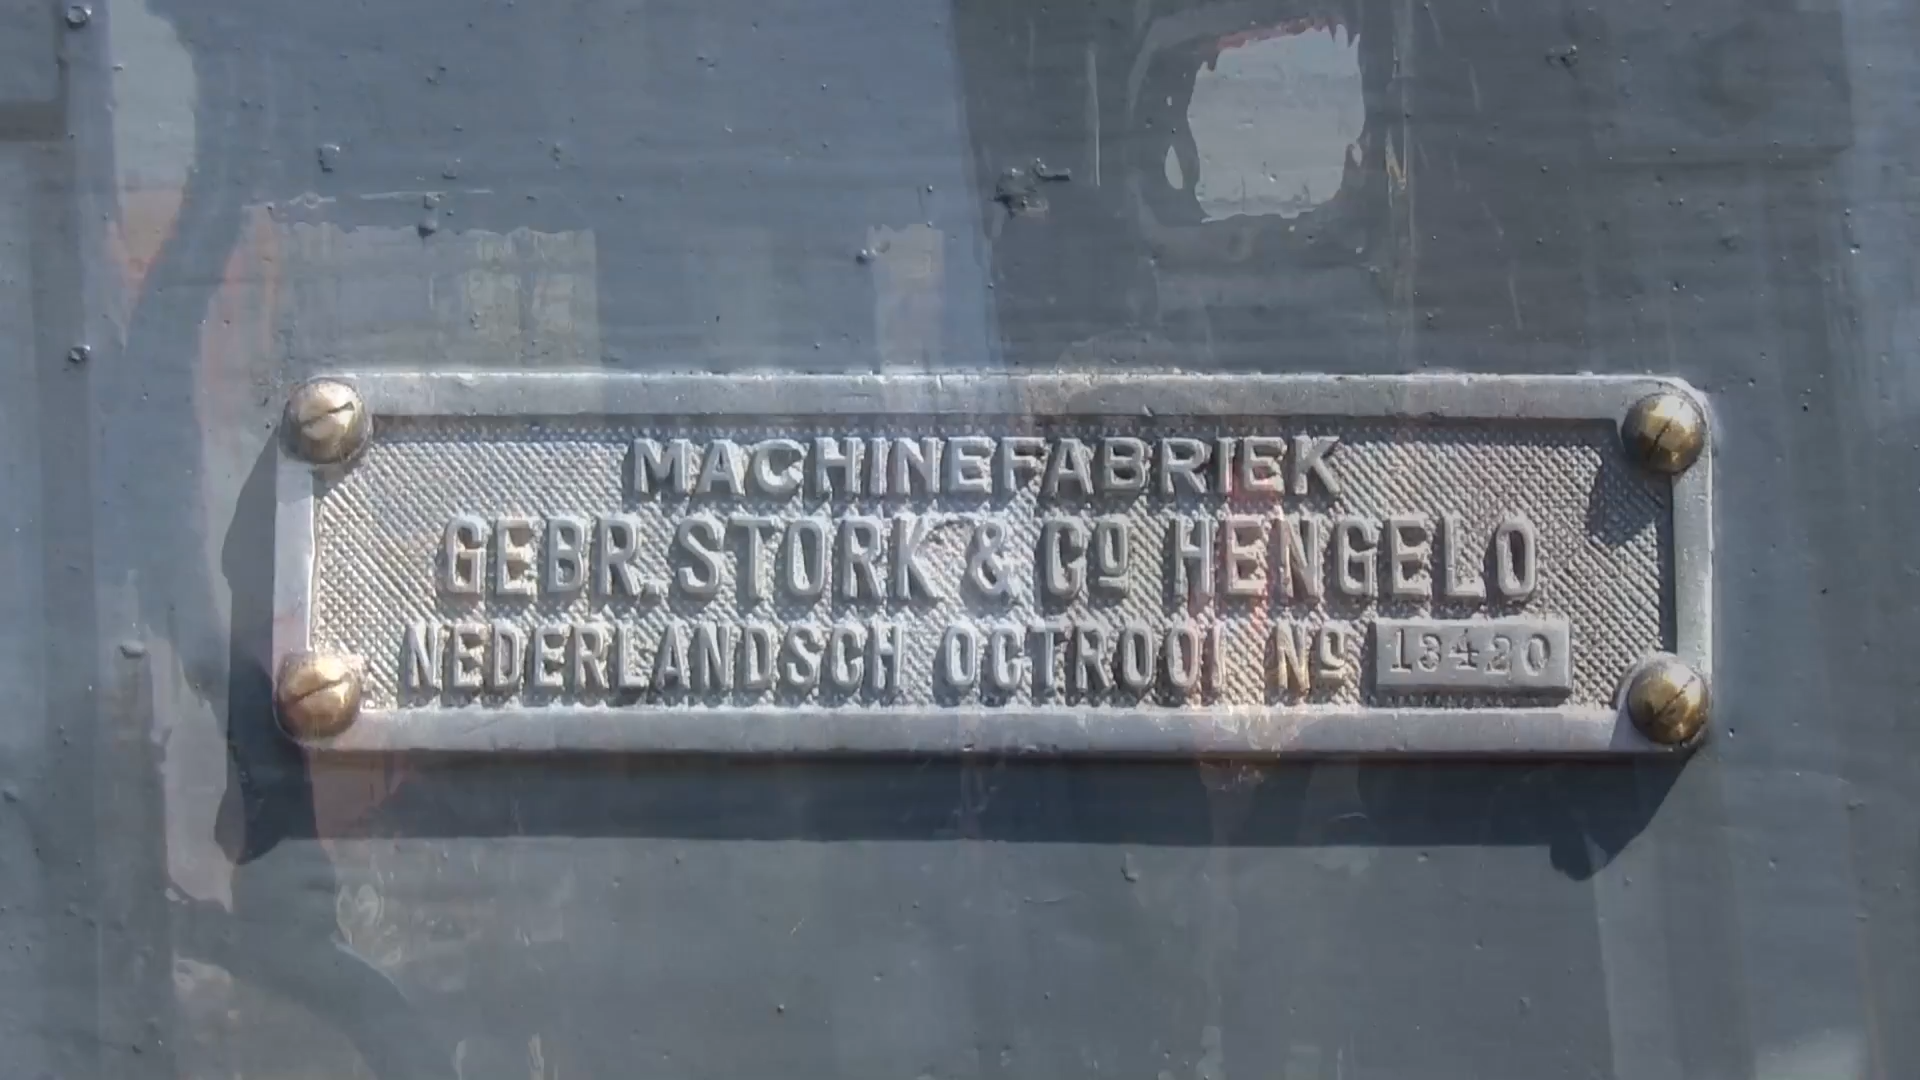 MACHINEFABRIEK
GEBR. STORK & Cº HENGELO
NEDERLANDSCH OCTROOI Nº 13420